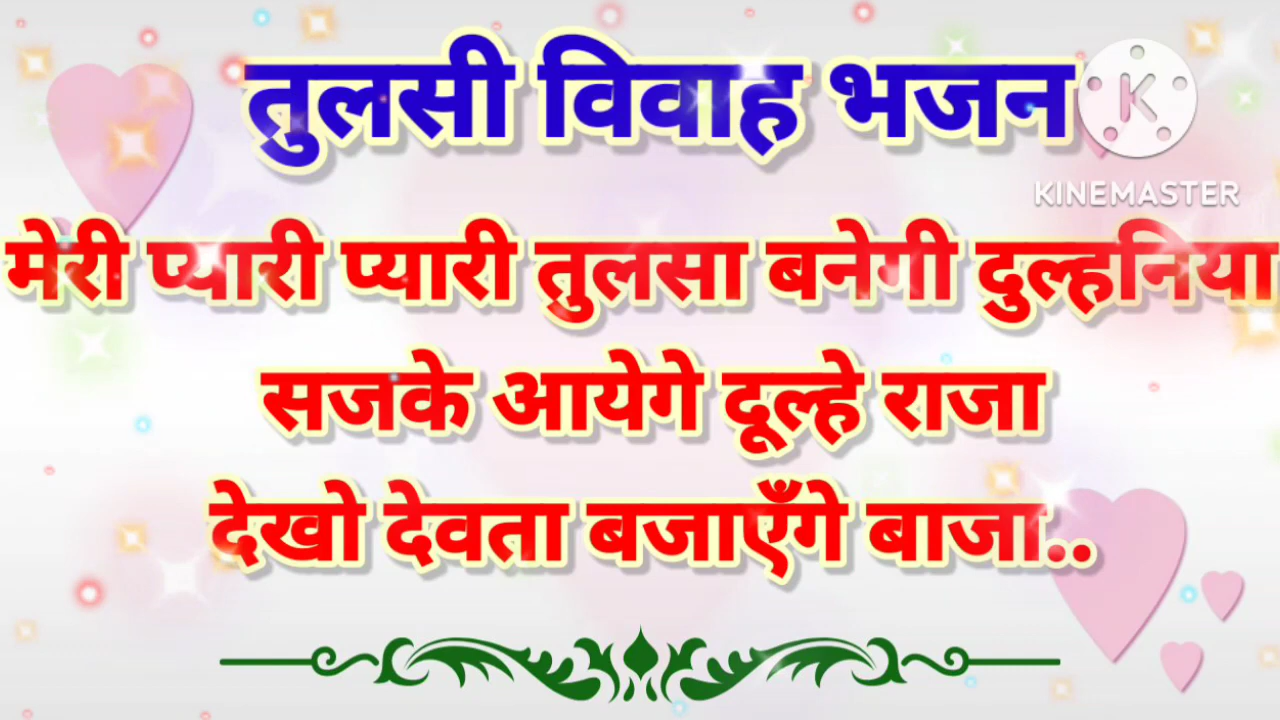 तुलसी विवाह भजन
K
KINEMASTER
मेरी प्यारी प्यारी तुलसा बनेगी दुल्हनिया
सजके आयेगे दूल्हे राजा
देखो देवता बजाएँगे बाजा..